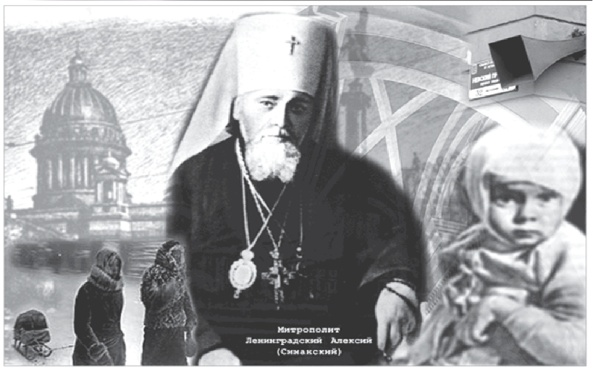 Митрополит
Ленинградский Алексий
(Симанский)